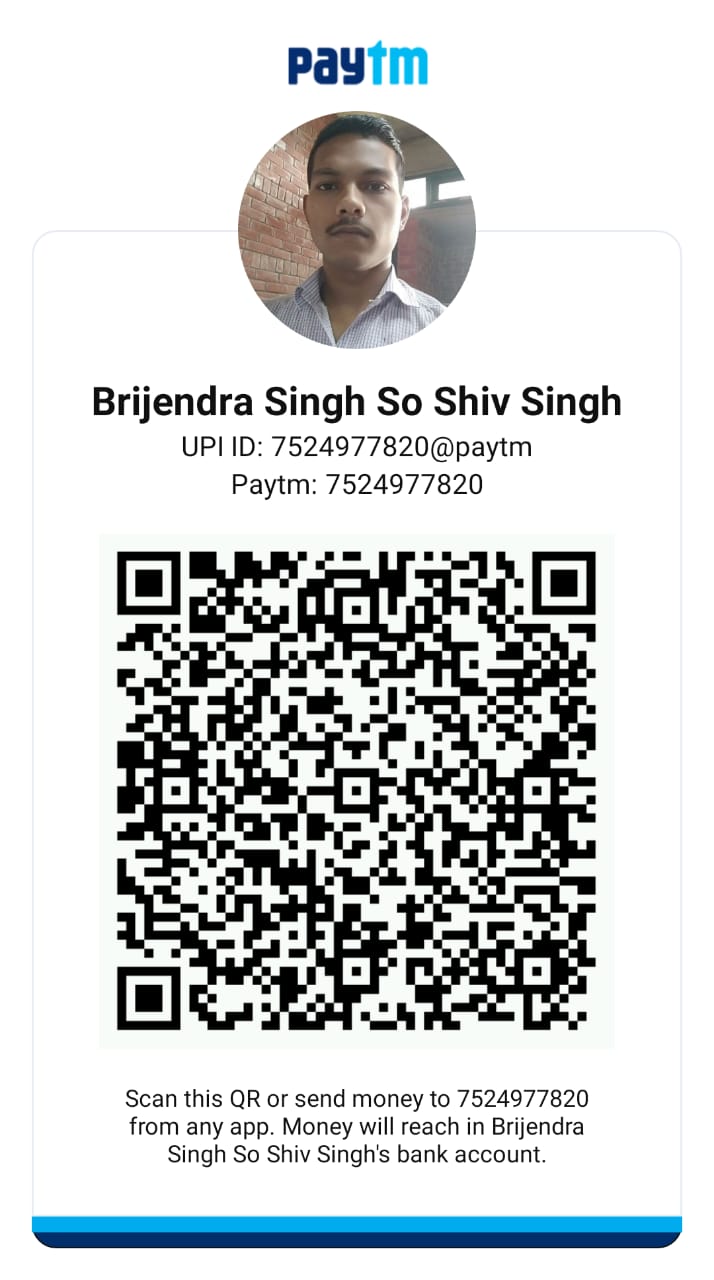 paytm
Brijendra Singh So Shiv Singh
UPI ID: 7524977820@paytm
Paytm: 7524977820
Scan this QR or send money to 7524977820
from any app. Money will reach in Brijendra
Singh So Shiv Singh's bank account.